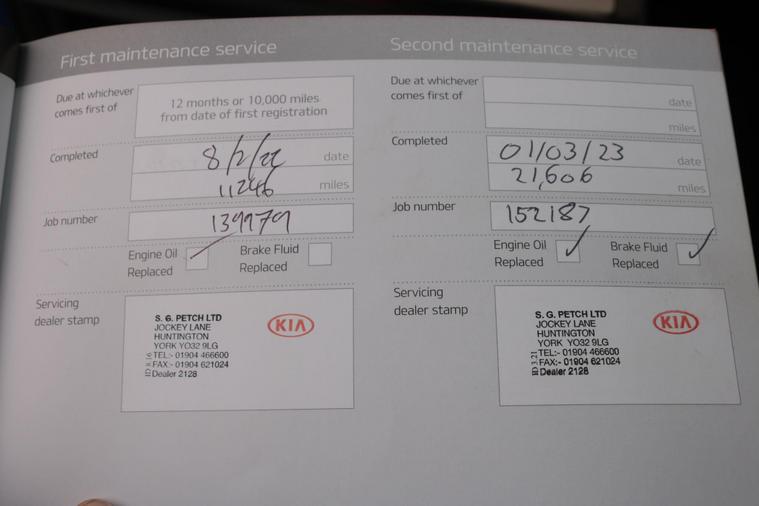 First maintenance service
Due at whichever
comes first of
12 months or 10,000 miles
from date of first registration
Completed
8/2/22 date
11246 miles
Job number
139979
Engine Oil
Replaced
Brake Fluid
Replaced
Servicing
dealer stamp
S. G. PETCH LTD
JOCKEY LANE
HUNTINGTON
YORK YO32 9LG
TEL:- 01904 466600
FAX:- 01904 621024
Dealer 2128
KIA
Second maintenance service
Due at whichever
comes first of
date
miles
Completed
01/03/23 date
21,606 miles
Job number
152187
Engine Oil
Replaced
Brake Fluid
Replaced
Servicing
dealer stamp
S. G. PETCH LTD
JOCKEY LANE
HUNTINGTON
YORK YO32 9LG
TEL:- 01904 466600
FAX:- 01904 621024
Dealer 2128
KIA